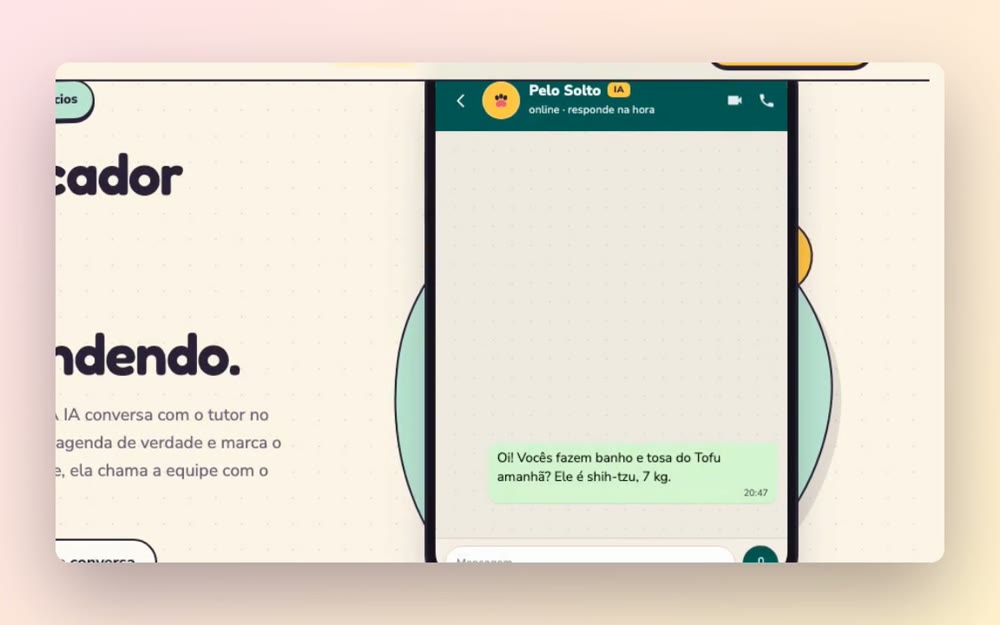 cios
cador
ndendo.
IA conversa com o tutor no
agenda de verdade e marca o
e, ela chama a equipe com o
conversa
Pelo Solto IA
online · responde na hora
Oi! Vocês fazem banho e tosa do Tofu
amanhã? Ele é shih-tzu, 7 kg.
20:47
Mensagem